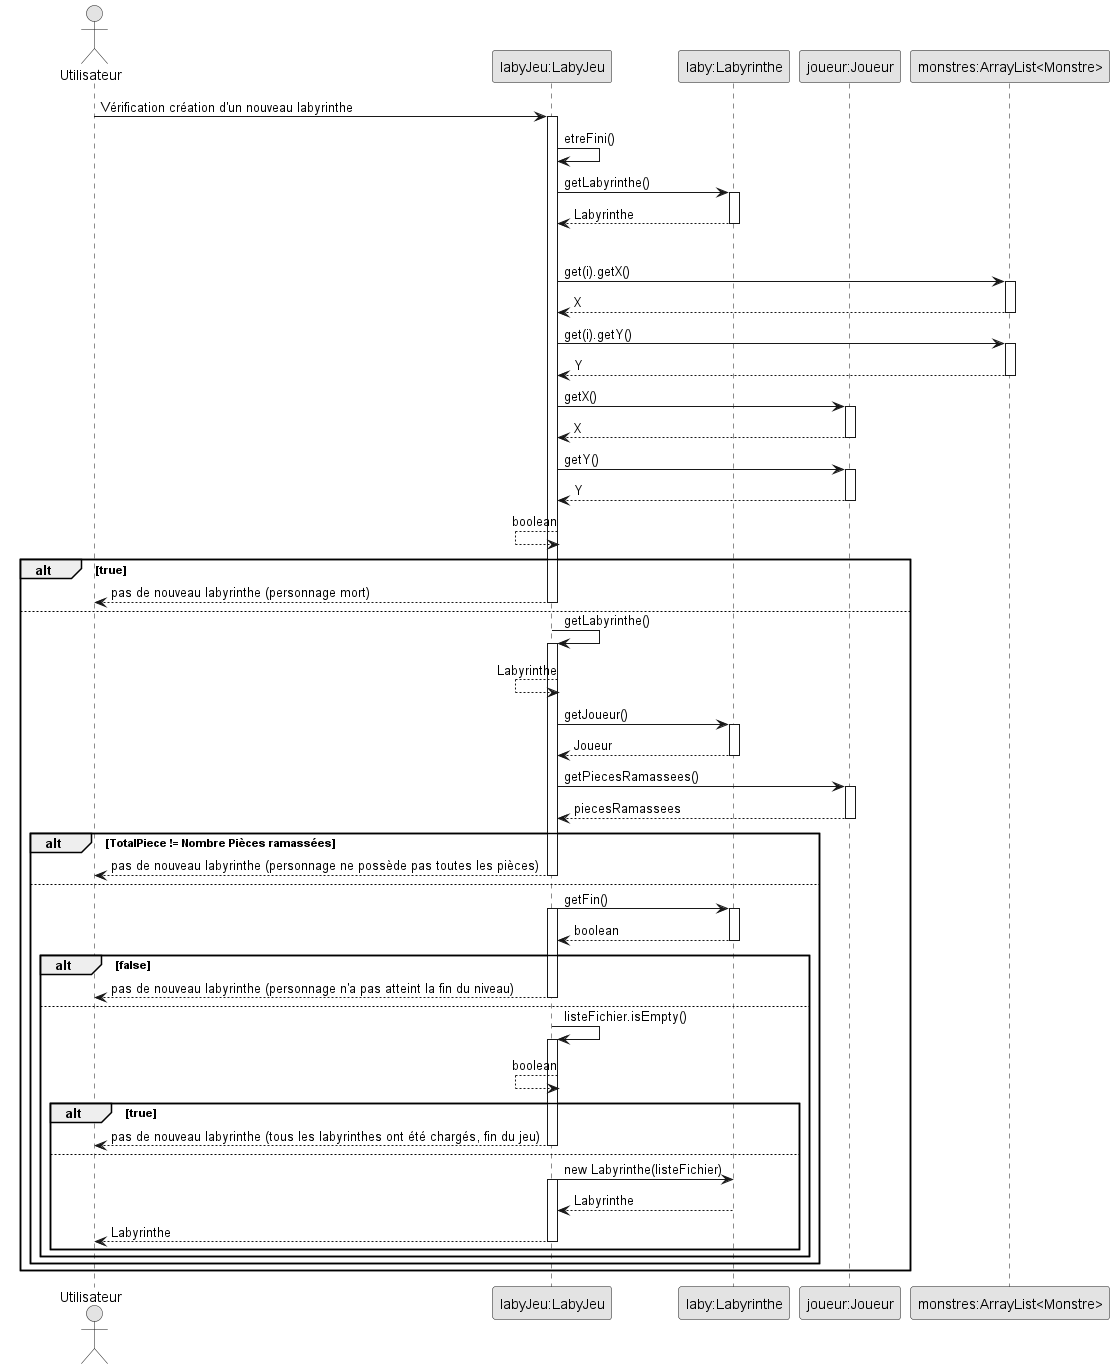 Utilisateur
labyJeu:LabyJeu
laby:Labyrinthe
joueur:Joueur
monstres:ArrayList<Monstre>
Vérification création d'un nouveau labyrinthe
etreFini()
getLabyrinthe()
Labyrinthe
get(i).getX()
X
get(i).getY()
Y
getX()
X
getY()
Y
boolean
alt [true]
pas de nouveau labyrinthe (personnage mort)
getLabyrinthe()
Labyrinthe
getJoueur()
Joueur
getPiecesRamassees()
piecesRamassees
alt [TotalPiece != Nombre Pièces ramassées]
pas de nouveau labyrinthe (personnage ne possède pas toutes les pièces)
getFin()
boolean
alt [false]
pas de nouveau labyrinthe (personnage n'a pas atteint la fin du niveau)
listeFichier.isEmpty()
boolean
alt [true]
pas de nouveau labyrinthe (tous les labyrinthes ont été chargés, fin du jeu)
new Labyrinthe(listeFichier)
Labyrinthe
Labyrinthe
Utilisateur
labyJeu:LabyJeu
laby:Labyrinthe
joueur:Joueur
monstres:ArrayList<Monstre>